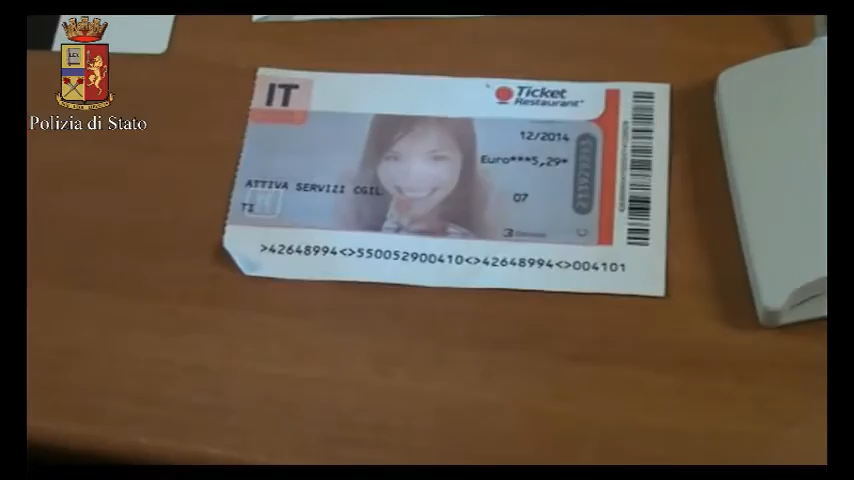 Polizia di Stato
IT
Ticket
Restaurant
12/2014
Euro***5,29*
ATTIVA SERVIZI CGIL
07
TI
>42648994<>550052900410<>42648994<>004101